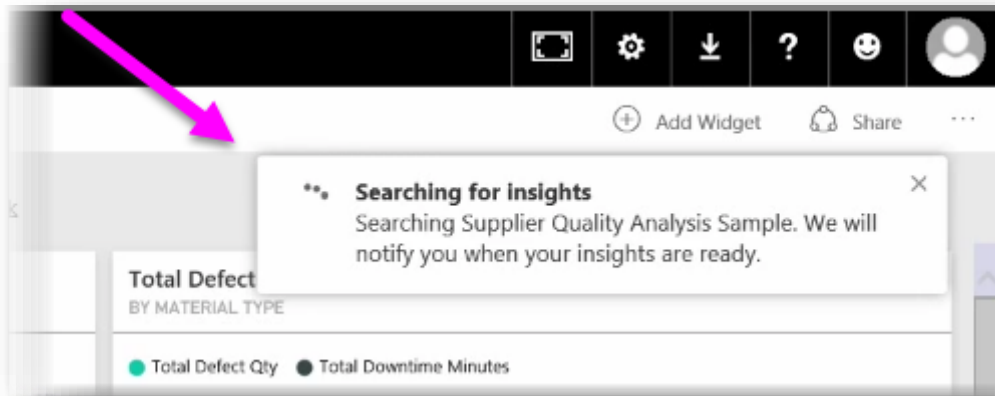 ?
Add Widget Share ...
Searching for insights
Searching Supplier Quality Analysis Sample. We will
notify you when your insights are ready.
Total Defect
BY MATERIAL TYPE
Total Defect Qty Total Downtime Minutes